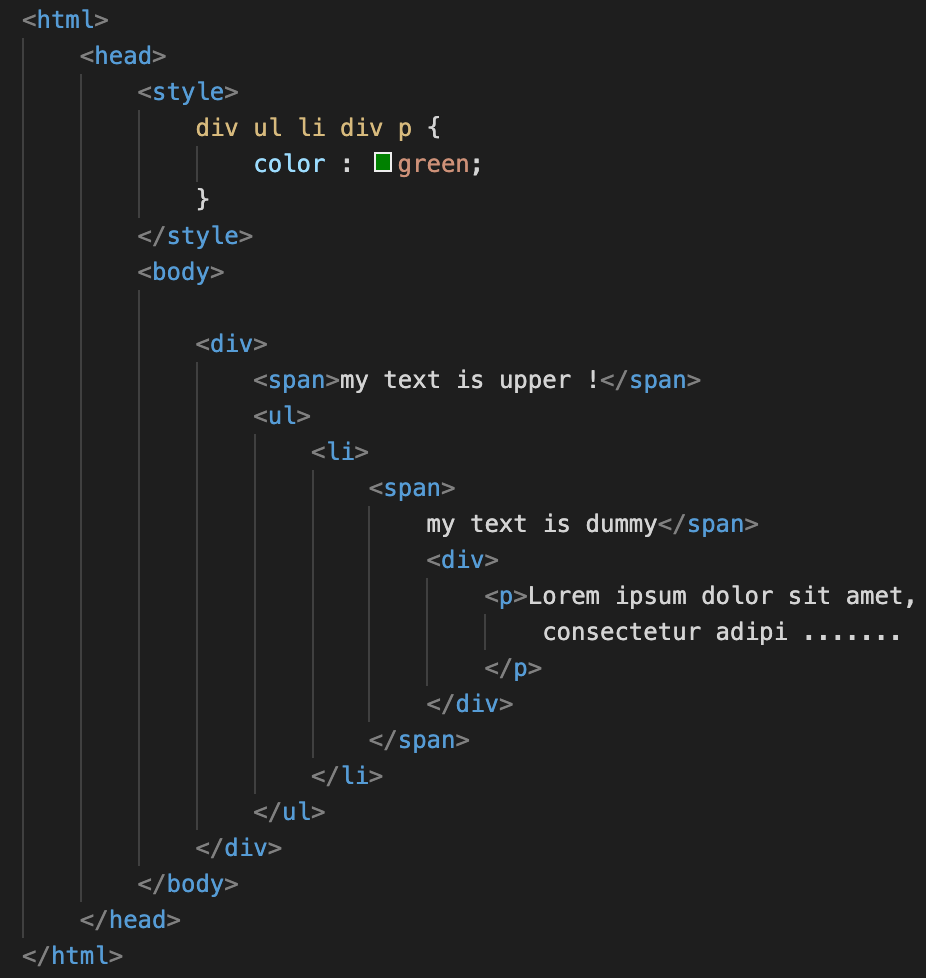 <html>
<head>
<style>
div ul li div p {
color : green;
}
</style>
<body>
<div>
<span>my text is upper !</span>
<ul>
<li>
<span>
my text is dummy</span>
<div>
<p>Lorem ipsum dolor sit amet,
consectetur adipi .......
</p>
</div>
</span>
</li>
</ul>
</div>
</body>
</head>
</html>